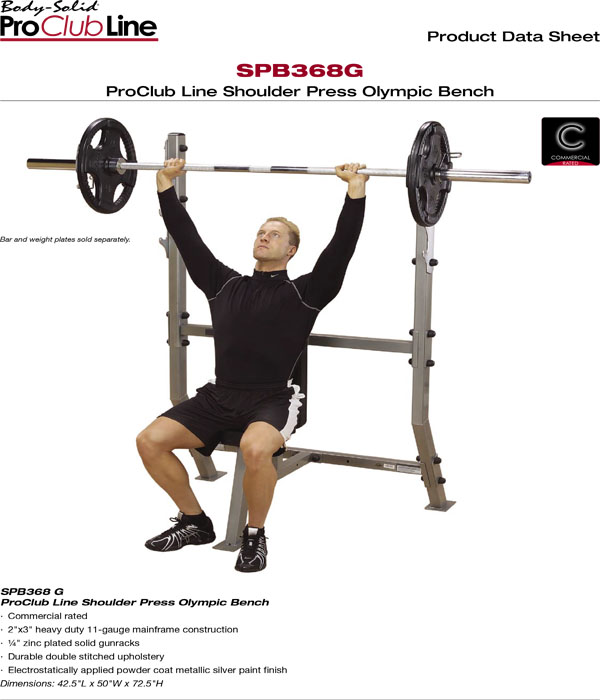 Body-Solid
ProClubLine
Product Data Sheet
SPB368G
ProClub Line Shoulder Press Olympic Bench
C
COMMERCIAL
RATED
Bar and weight plates sold separately.
SPB368 G
ProClub Line Shoulder Press Olympic Bench
· Commercial rated
· 2"x3" heavy duty 11-gauge mainframe construction
· ¼" zinc plated solid gunracks
· Durable double stitched upholstery
· Electrostatically applied powder coat metallic silver paint finish
Dimensions: 42.5"L x 50"W x 72.5"H